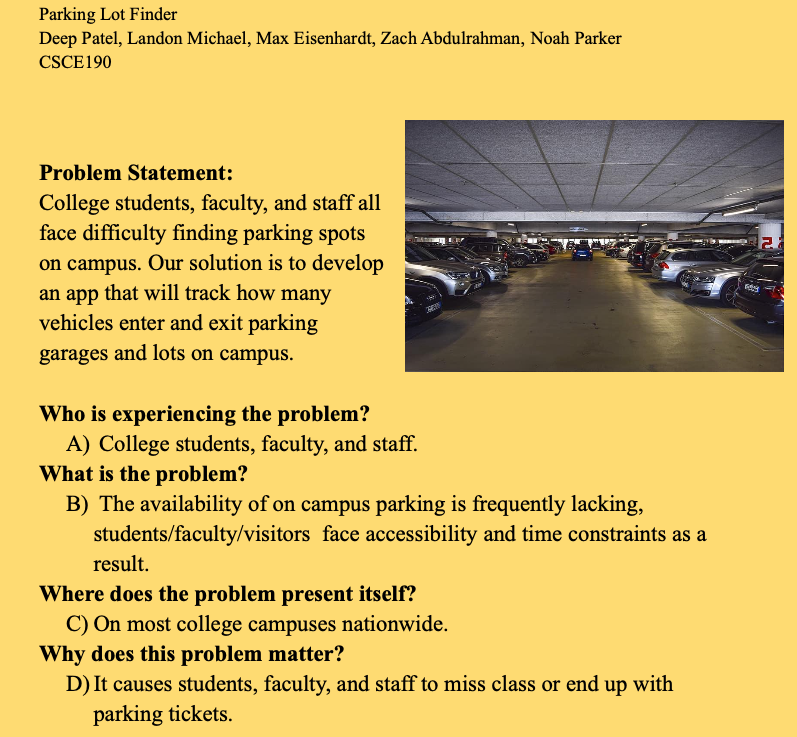 Parking Lot Finder
Deep Patel, Landon Michael, Max Eisenhardt, Zach Abdulrahman, Noah Parker
CSCE190
Problem Statement:
College students, faculty, and staff all
face difficulty finding parking spots
on campus. Our solution is to develop
an app that will track how many
vehicles enter and exit parking
garages and lots on campus.
Who is experiencing the problem?
A) College students, faculty, and staff.
What is the problem?
B) The availability of on campus parking is frequently lacking,
students/faculty/visitors face accessibility and time constraints as a
result.
Where does the problem present itself?
C) On most college campuses nationwide.
Why does this problem matter?
D) It causes students, faculty, and staff to miss class or end up with
parking tickets.